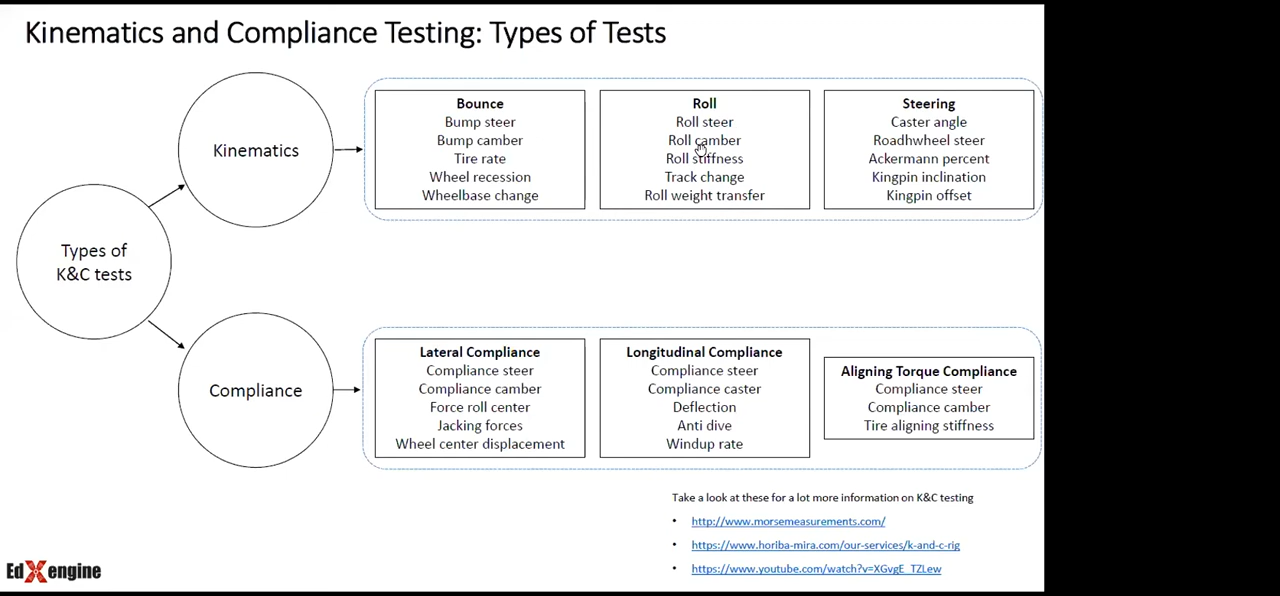 Kinematics and Compliance Testing: Types of Tests
Types of
K&C tests
Kinematics
Bounce
Bump steer
Bump camber
Tire rate
Wheel recession
Wheelbase change
Roll
Roll steer
Roll camber
Roll stiffness
Track change
Roll weight transfer
Steering
Caster angle
Roadwheel steer
Ackermann percent
Kingpin inclination
Kingpin offset
Compliance
Lateral Compliance
Compliance steer
Compliance camber
Force roll center
Jacking forces
Wheel center displacement
Longitudinal Compliance
Compliance steer
Compliance caster
Deflection
Anti dive
Windup rate
Aligning Torque Compliance
Compliance steer
Compliance camber
Tire aligning stiffness
Take a look at these for a lot more information on K&C testing
• http://www.morsemeasurements.com/
• https://www.horiba-mira.com/our-services/k-and-c-rig
• https://www.youtube.com/watch?v=XGvgE_TZLew
EdXengine